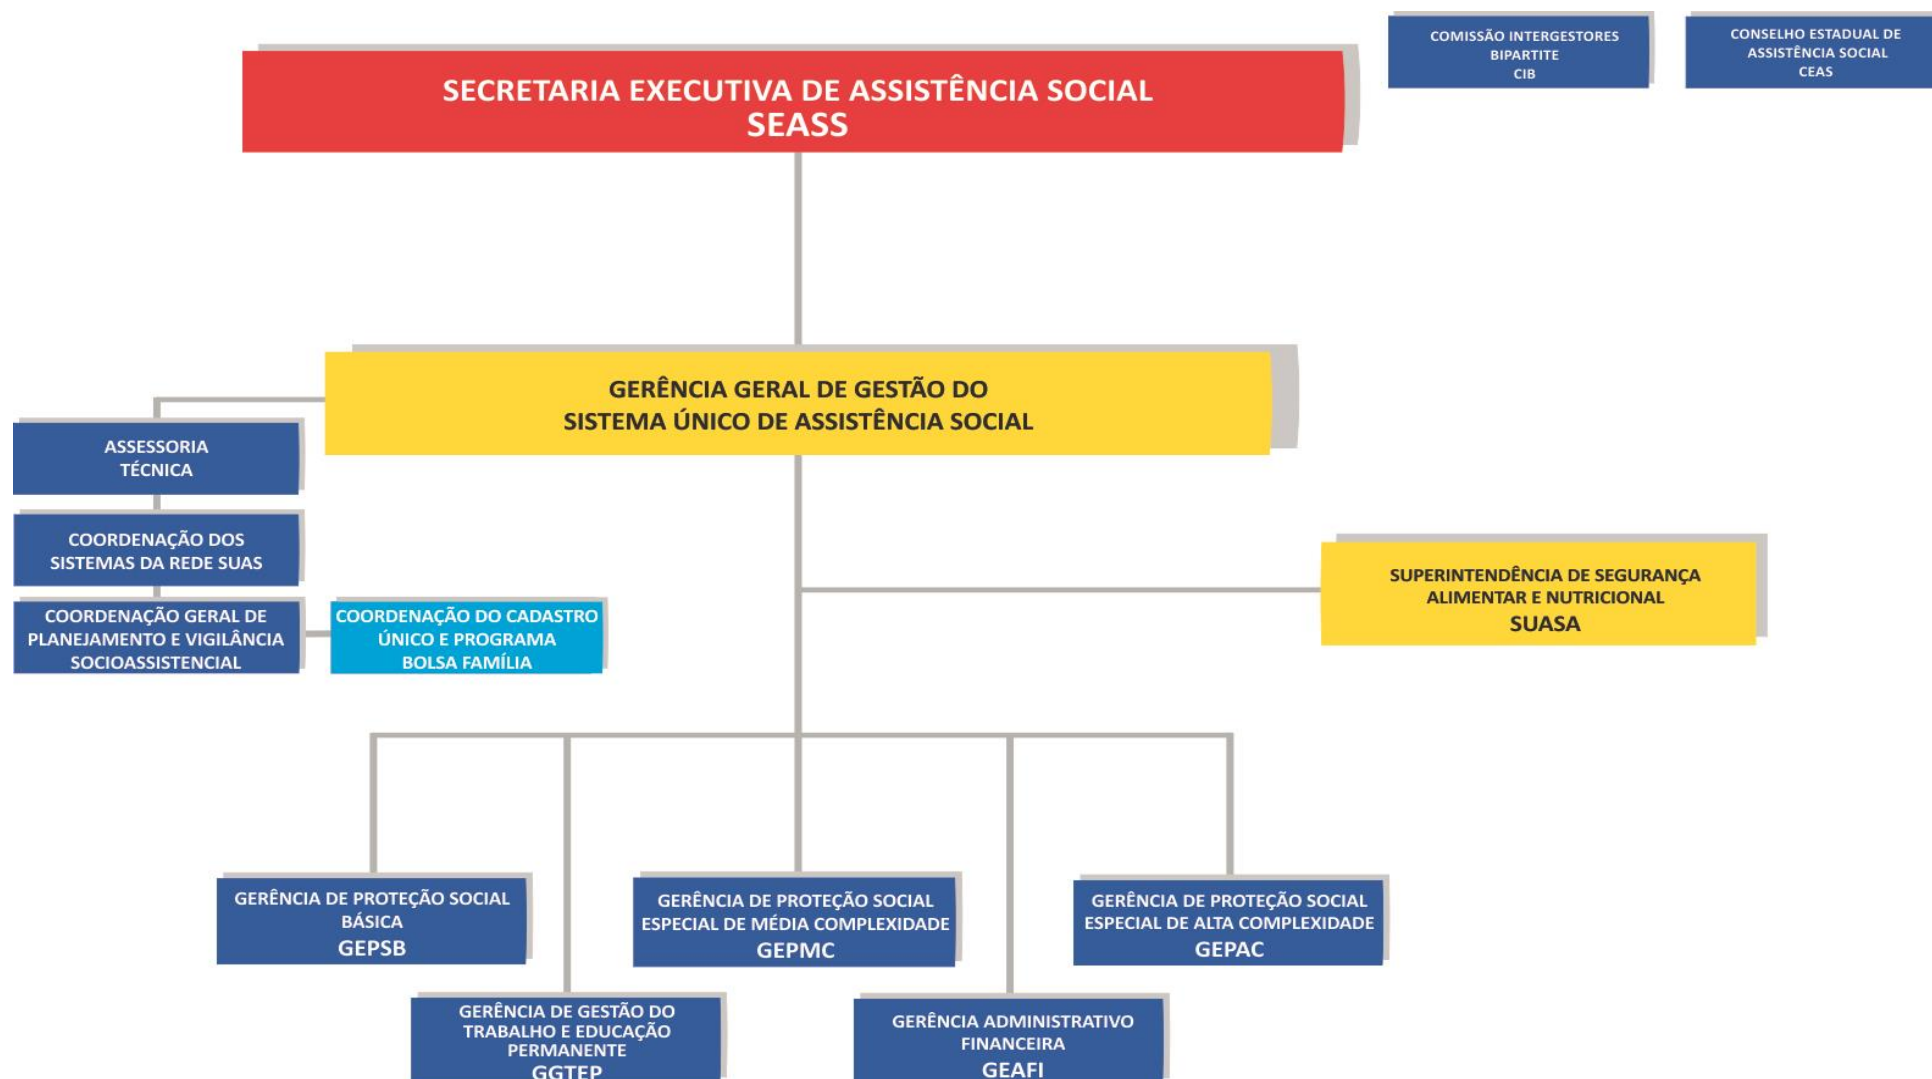 COMISSÃO INTERGESTORES
BIPARTITE
CIB
CONSELHO ESTADUAL DE
ASSISTÊNCIA SOCIAL
CEAS
SECRETARIA EXECUTIVA DE ASSISTÊNCIA SOCIAL
SEASS
GERÊNCIA GERAL DE GESTÃO DO
SISTEMA ÚNICO DE ASSISTÊNCIA SOCIAL
ASSESSORIA
TÉCNICA
COORDENAÇÃO DOS
SISTEMAS DA REDE SUAS
COORDENAÇÃO GERAL DE
PLANEJAMENTO E VIGILÂNCIA
SOCIOASSISTENCIAL
COORDENAÇÃO DO CADASTRO
ÚNICO E PROGRAMA
BOLSA FAMÍLIA
SUPERINTENDÊNCIA DE SEGURANÇA
ALIMENTAR E NUTRICIONAL
SUASA
GERÊNCIA DE PROTEÇÃO SOCIAL
BÁSICA
GEPSB
GERÊNCIA DE PROTEÇÃO SOCIAL
ESPECIAL DE MÉDIA COMPLEXIDADE
GEPMC
GERÊNCIA DE PROTEÇÃO SOCIAL
ESPECIAL DE ALTA COMPLEXIDADE
GEPAC
GERÊNCIA DE GESTÃO DO
TRABALHO E EDUCAÇÃO
PERMANENTE
GGTEP
GERÊNCIA ADMINISTRATIVO
FINANCEIRA
GEAFI